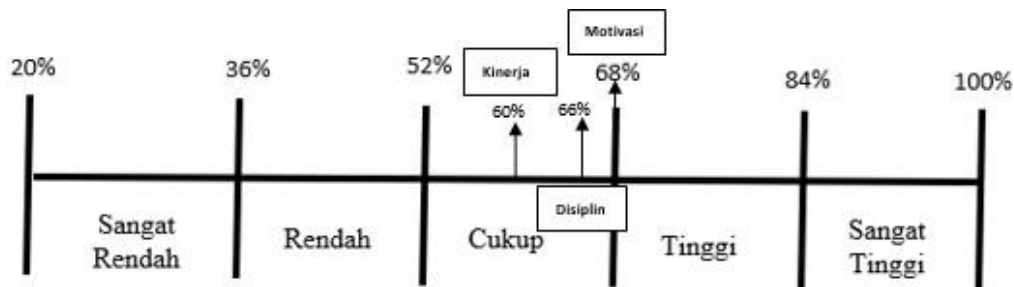 Motivasi
20%
36%
52%
Kinerja
68%
84%
100%
60%
66%
Disiplin
Sangat
Rendah
Rendah
Cukup
Tinggi
Sangat
Tinggi